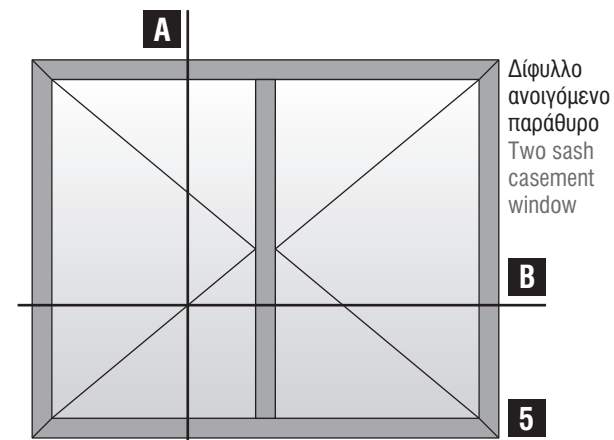 A
Δίφυλλο
ανοιγόμενο
παράθυρο
Two sash
casement
window
B
5